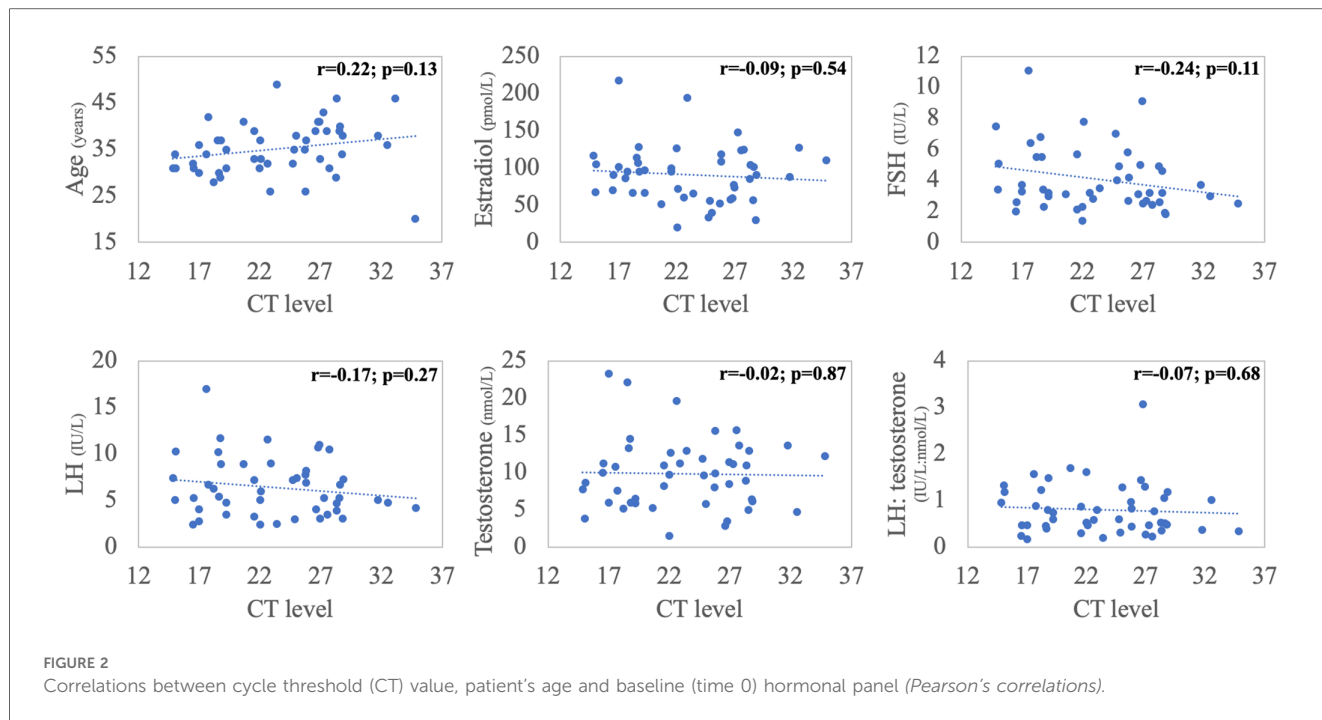 r=0.22; p=0.13
Age (years)
55
45
35
25
15
12 17 22 27 32 37
CT level
r=-0.09; p=0.54
Estradiol (pmol/L)
250
200
150
100
50
0
12 17 22 27 32 37
CT level
r=-0.24; p=0.11
FSH (IU/L)
12
10
8
6
4
2
0
12 17 22 27 32 37
CT level
r=-0.17; p=0.27
LH (IU/L)
20
15
10
5
0
12 17 22 27 32 37
CT level
r=-0.02; p=0.87
Testosterone (nmol/L)
25
20
15
10
5
0
12 17 22 27 32 37
CT level
r=-0.07; p=0.68
LH: testosterone
(IU/L:nmol/L)
4
3
2
1
0
12 17 22 27 32 37
CT level
FIGURE 2
Correlations between cycle threshold (CT) value, patient's age and baseline (time 0) hormonal panel (Pearson's correlations).